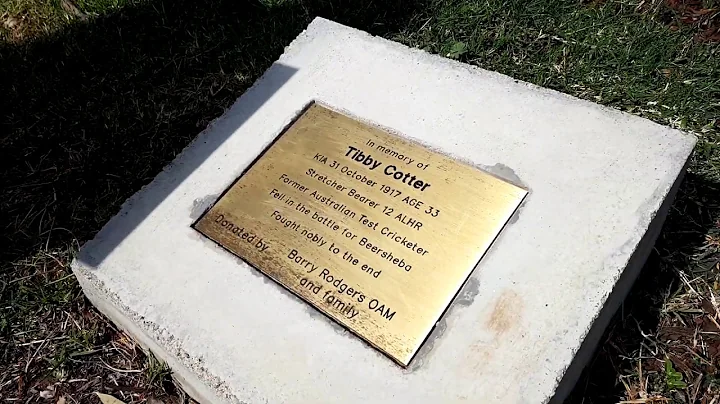 In memory of
Tibby Cotter
KIA 31 October 1917 AGE 33
Stretcher Bearer 12 ALHR
Former Australian Test Cricketer
Fell in the battle for Beersheba
Fought nobly to the end
Donated by Barry Rodgers OAM
and family